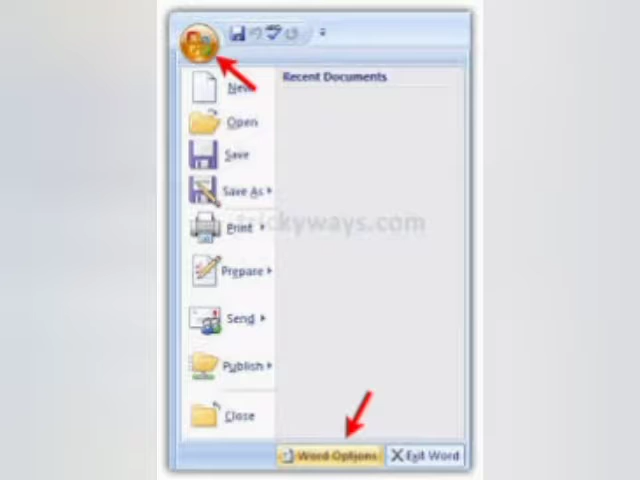 Recent Documents
New
Open
Save
Save As
trickyways.com
Print
Prepare
Send
Publish
Close
Word Options
Exit Word